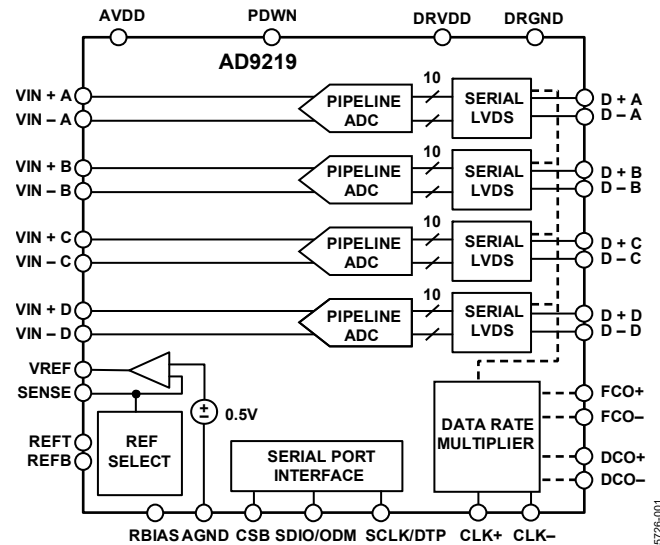 AVDD PDWN DRVDD DRGND
AD9219
VIN + A
VIN – A
PIPELINE
ADC
10
SERIAL
LVDS
D + A
D – A
VIN + B
VIN – B
PIPELINE
ADC
10
SERIAL
LVDS
D + B
D – B
VIN + C
VIN – C
PIPELINE
ADC
10
SERIAL
LVDS
D + C
D – C
VIN + D
VIN – D
PIPELINE
ADC
10
SERIAL
LVDS
D + D
D – D
VREF
SENSE
REFT
REFB
REF
SELECT
±
0.5V
SERIAL PORT
INTERFACE
DATA RATE
MULTIPLIER
FCO+
FCO–
DCO+
DCO–
RBIAS AGND CSB SDIO/ODM SCLK/DTP CLK+ CLK–